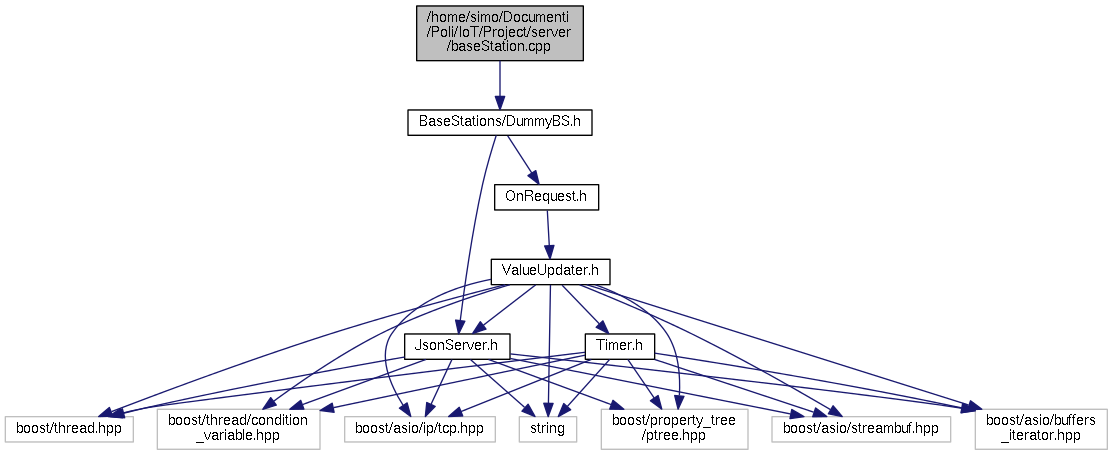 /home/simo/Documenti
/Poli/IoT/Project/server
/baseStation.cpp
BaseStations/DummyBS.h
OnRequest.h
ValueUpdater.h
JsonServer.h
Timer.h
boost/thread.hpp
boost/thread/condition
_variable.hpp
boost/asio/ip/tcp.hpp
string
boost/property_tree
/ptree.hpp
boost/asio/streambuf.hpp
boost/asio/buffers
_iterator.hpp